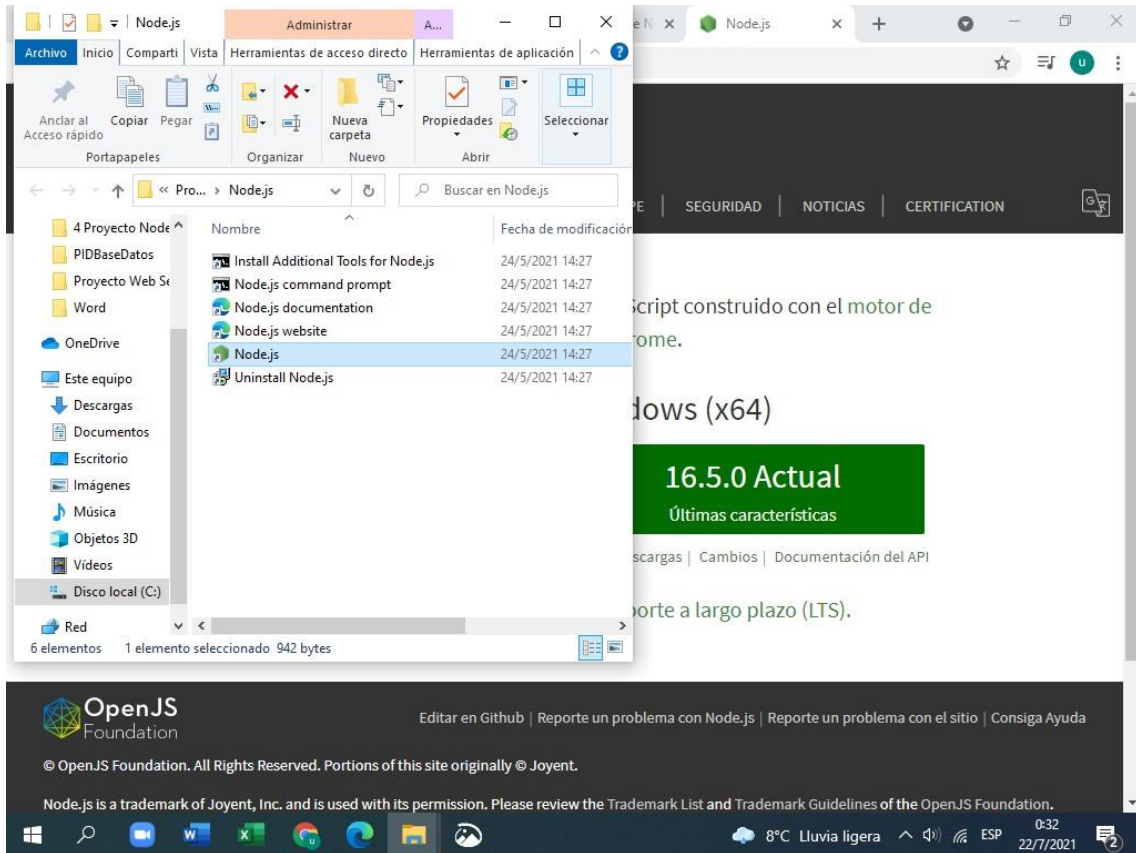 Node.js
Administrar
A...
Archivo
Inicio
Comparti
Vista
Herramientas de acceso directo
Herramientas de aplicación
Anclar al Acceso rápido
Copiar
Pegar
Nueva carpeta
Propiedades
Seleccionar
Portapapeles
Organizar
Nuevo
Abrir
« Pro... > Node.js
Buscar en Node.js
4 Proyecto Node
PIDBaseDatos
Proyecto Web Se
Word
OneDrive
Este equipo
Descargas
Documentos
Escritorio
Imágenes
Música
Objetos 3D
Vídeos
Disco local (C:)
Red
Nombre
Fecha de modificación
Install Additional Tools for Node.js 24/5/2021 14:27
Node.js command prompt 24/5/2021 14:27
Node.js documentation 24/5/2021 14:27
Node.js website 24/5/2021 14:27
Node.js 24/5/2021 14:27
Uninstall Node.js 24/5/2021 14:27
6 elementos
1 elemento seleccionado 942 bytes
e N
Node.js
u
PE | SEGURIDAD | NOTICIAS | CERTIFICATION
Script construido con el motor de
rome.
dows (x64)
16.5.0 Actual
Últimas características
scargas | Cambios | Documentación del API
porte a largo plazo (LTS).
OpenJS
Foundation
Editar en Github | Reporte un problema con Node.js | Reporte un problema con el sitio | Consiga Ayuda
© OpenJS Foundation. All Rights Reserved. Portions of this site originally © Joyent.
Node.js is a trademark of Joyent, Inc. and is used with its permission. Please review the Trademark List and Trademark Guidelines of the OpenJS Foundation.
8°C Lluvia ligera
ESP
0:32
22/7/2021
2